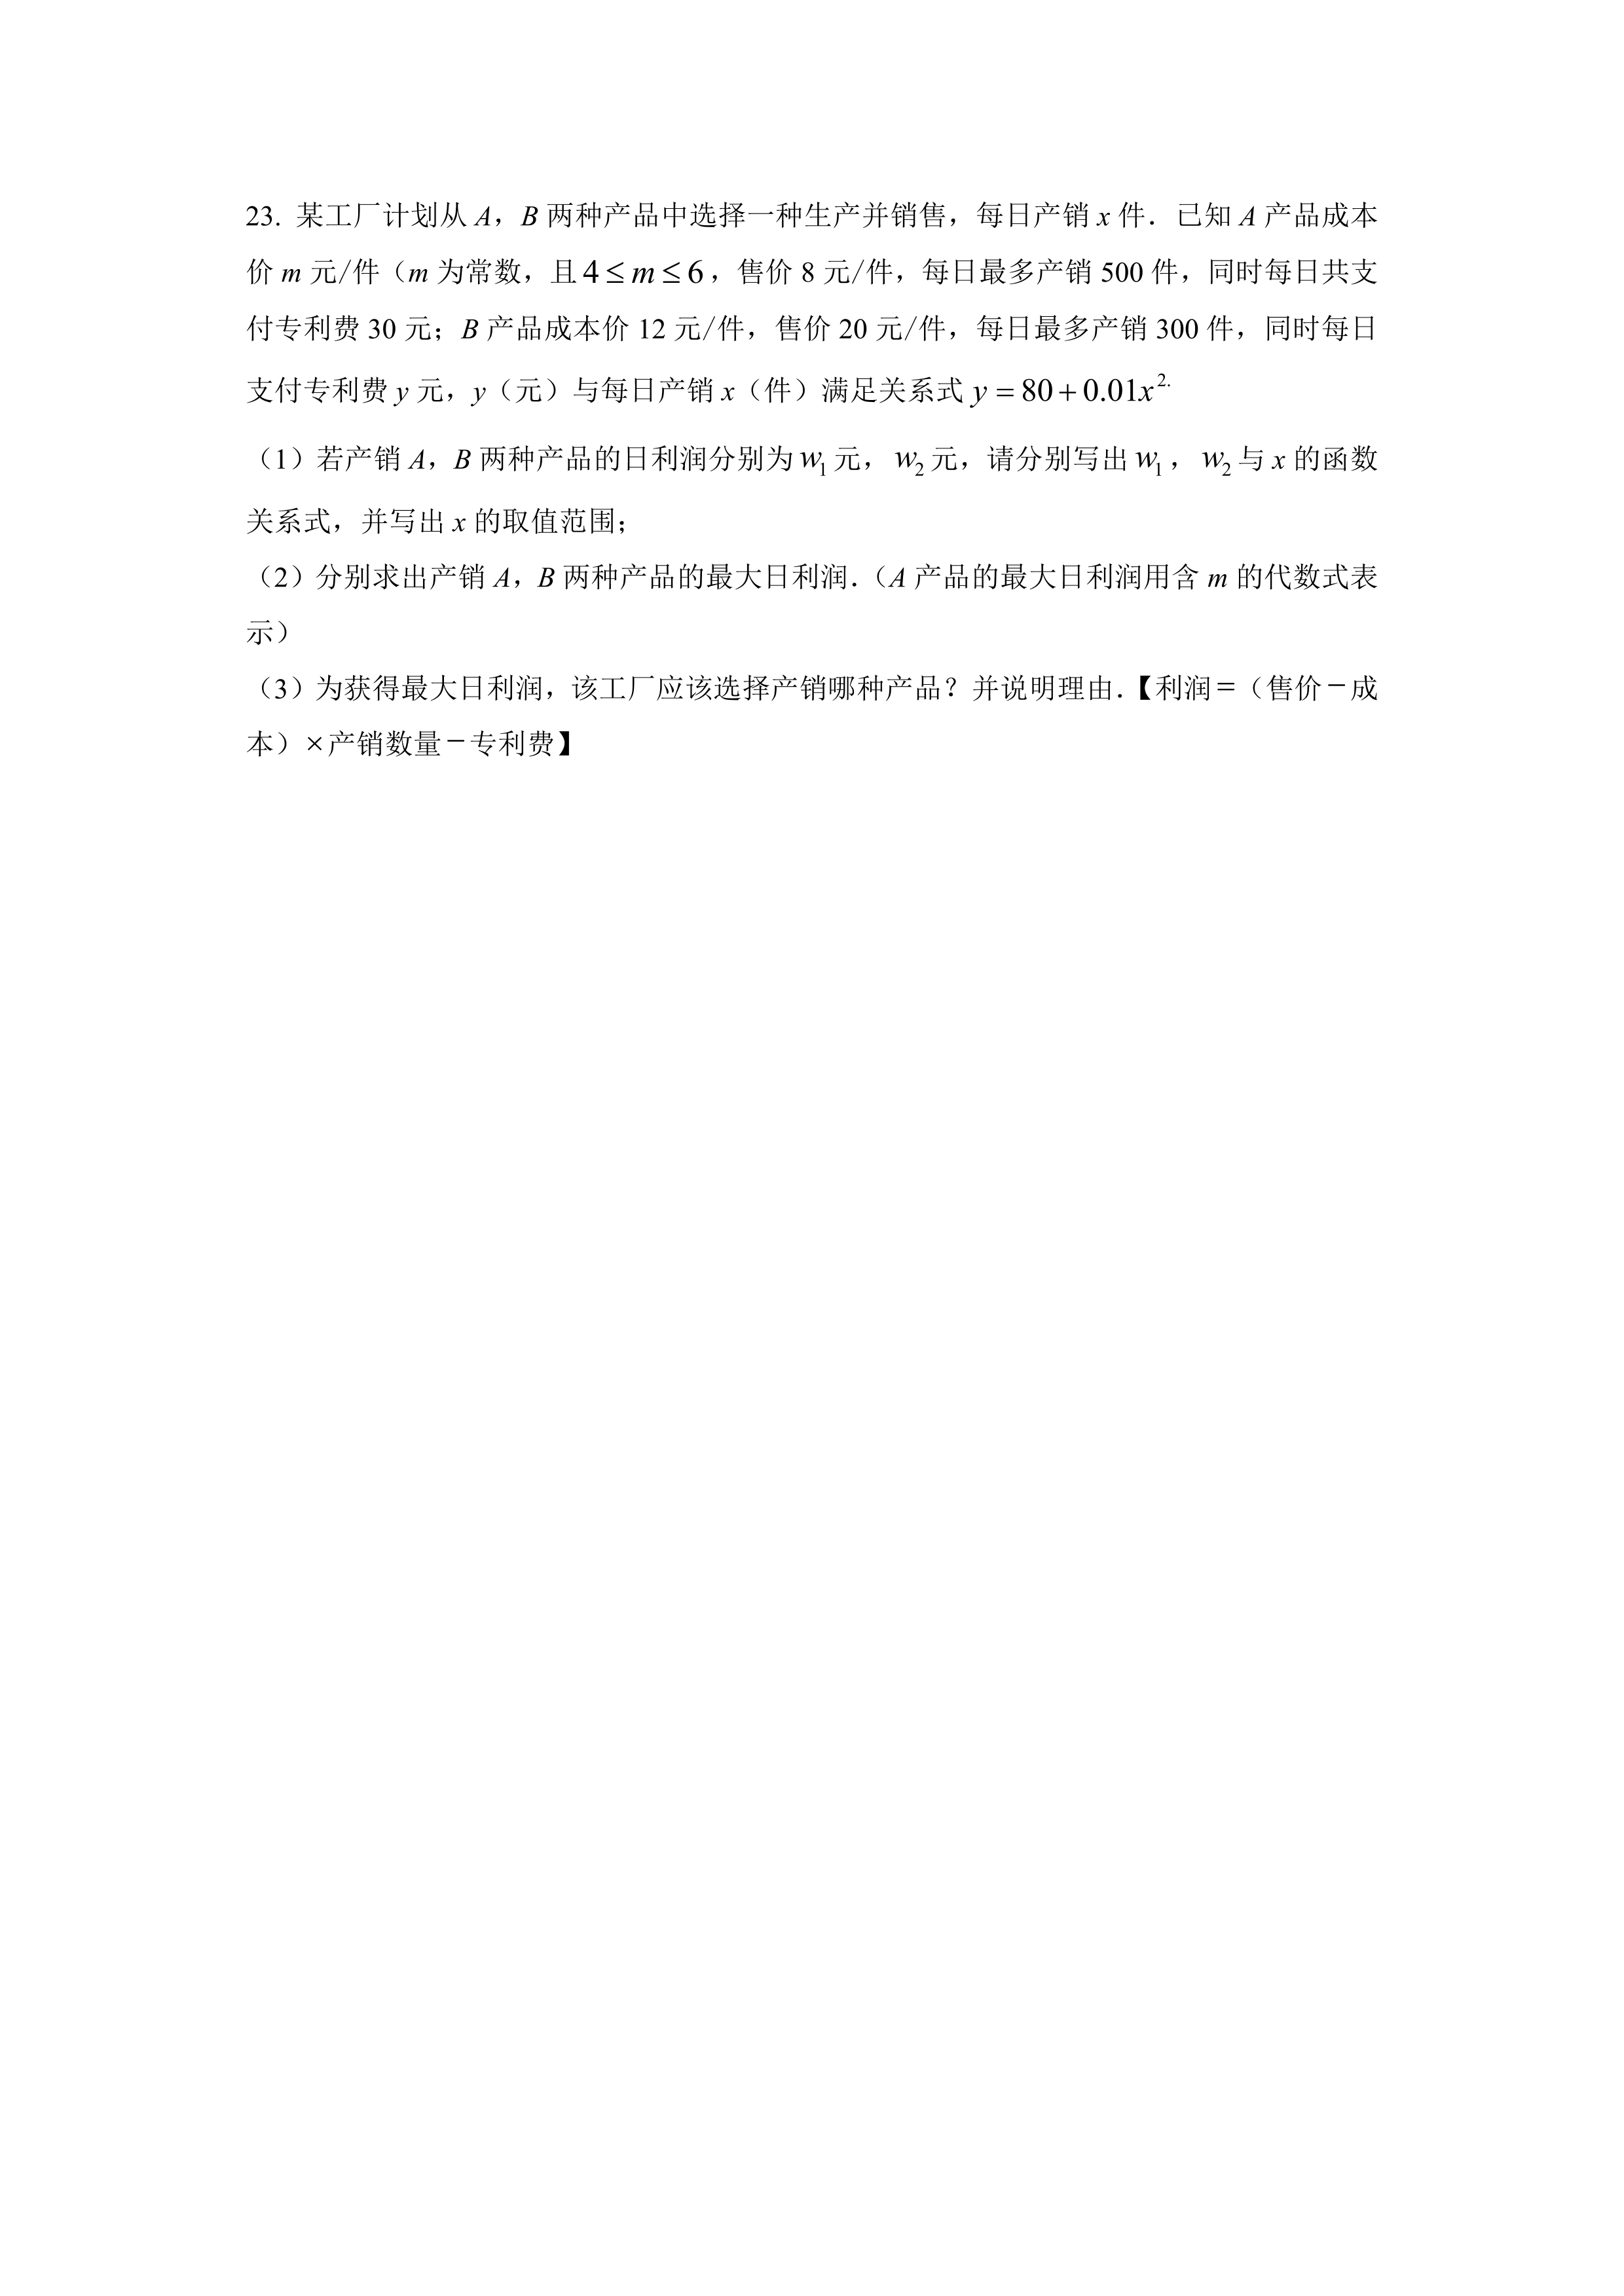 23. 某工厂计划从 A，B 两种产品中选择一种生产并销售，每日产销 x 件．已知 A 产品成本
价 m 元/件（m 为常数，且 4 ≤ m ≤ 6，售价 8 元/件，每日最多产销 500 件，同时每日共支
付专利费 30 元；B 产品成本价 12 元/件，售价 20 元/件，每日最多产销 300 件，同时每日
支付专利费 y 元，y（元）与每日产销 x（件）满足关系式 y = 80 + 0.01x²·
（1）若产销 A，B 两种产品的日利润分别为 w₁ 元， w₂ 元，请分别写出 w₁ ， w₂ 与 x 的函数
关系式，并写出 x 的取值范围；
（2）分别求出产销 A，B 两种产品的最大日利润．（A 产品的最大日利润用含 m 的代数式表
示）
（3）为获得最大日利润，该工厂应该选择产销哪种产品？并说明理由．【利润＝（售价－成
本）×产销数量－专利费】